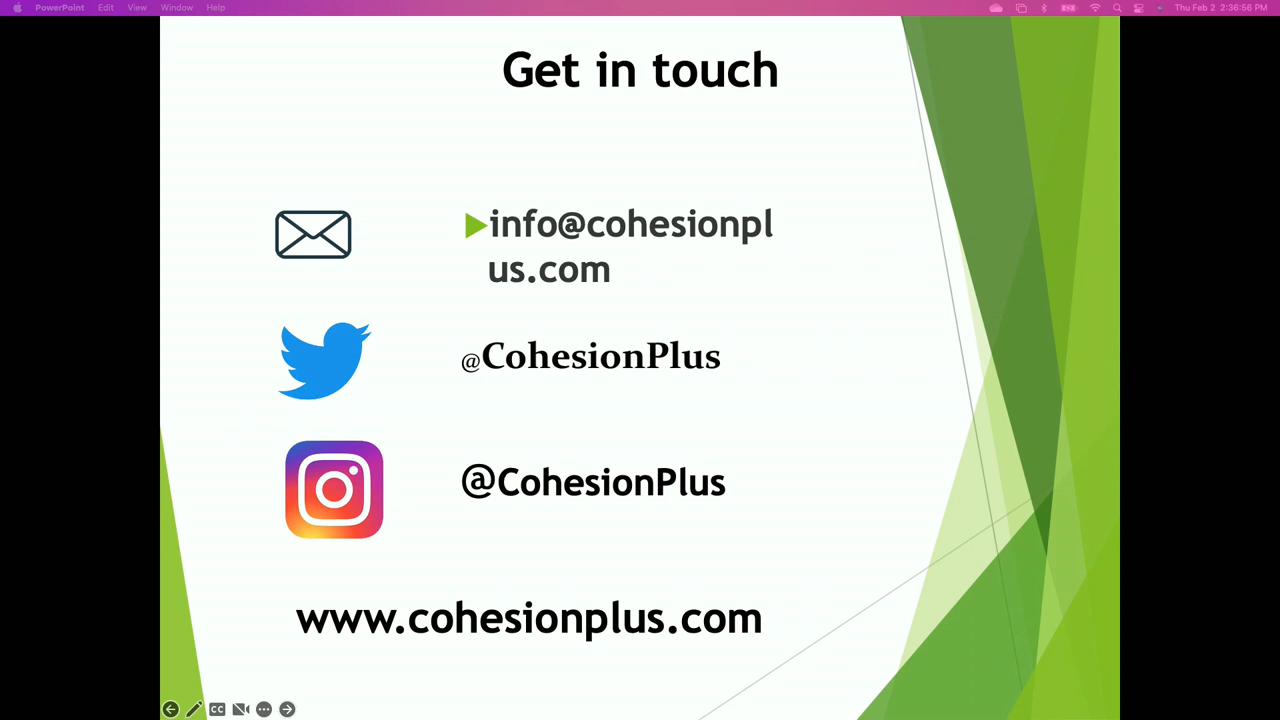 PowerPoint Edit View Window Help Thu Feb 2 2:36:56 PM
Get in touch
info@cohesionpl
us.com
@CohesionPlus
@CohesionPlus
www.cohesionplus.com
CC